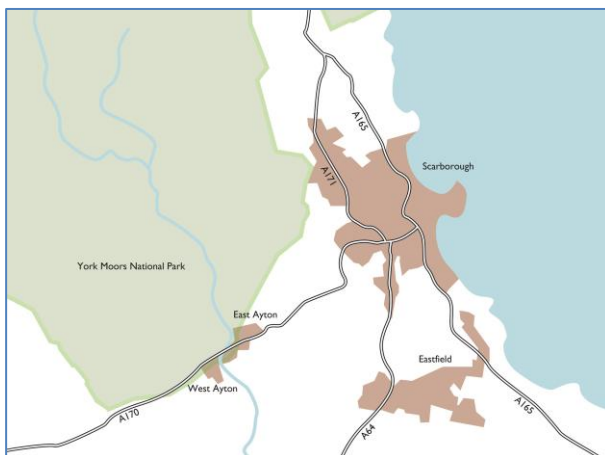 A165
Scarborough
A171
York Moors National Park
East Ayton
Eastfield
West Ayton
A170
A64
A165